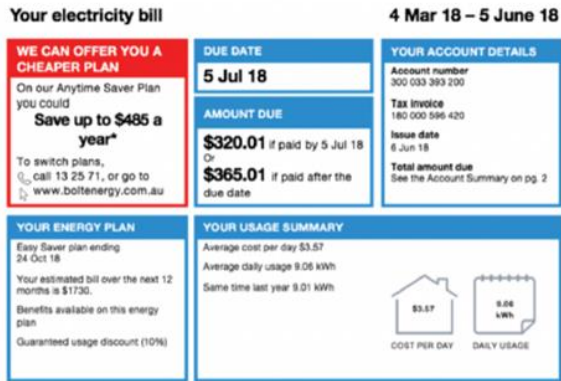 Your electricity bill
4 Mar 18 – 5 June 18
WE CAN OFFER YOU A
CHEAPER PLAN
On our Anytime Saver Plan
you could
Save up to $485 a
year*
To switch plans,
call 13 25 71, or go to
www.boltenergy.com.au
DUE DATE
5 Jul 18
AMOUNT DUE
$320.01 if paid by 5 Jul 18
Or
$365.01 if paid after the
due date
YOUR ACCOUNT DETAILS
Account number
300 033 393 200
Tax invoice
180 000 596 420
Issue date
6 Jun 18
Total amount due
See the Account Summary on pg. 2
YOUR ENERGY PLAN
Easy Saver plan ending
24 Oct 18
Your estimated bill over the next 12
months is $1730.
Benefits available on this energy
plan
Guaranteed usage discount (10%)
YOUR USAGE SUMMARY
Average cost per day $3.57
Average daily usage 9.06 kWh
Same time last year 9.01 kWh
$3.57
COST PER DAY
9.06
kWh
DAILY USAGE